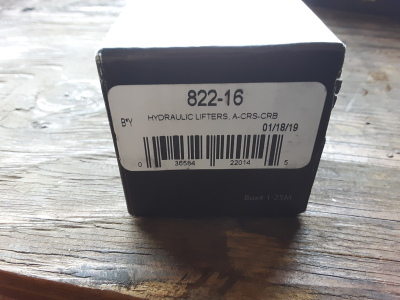 822-16
B*Y HYDRAULIC LIFTERS, A-CRS-CRB
01/18/19
0 36584 22014 5